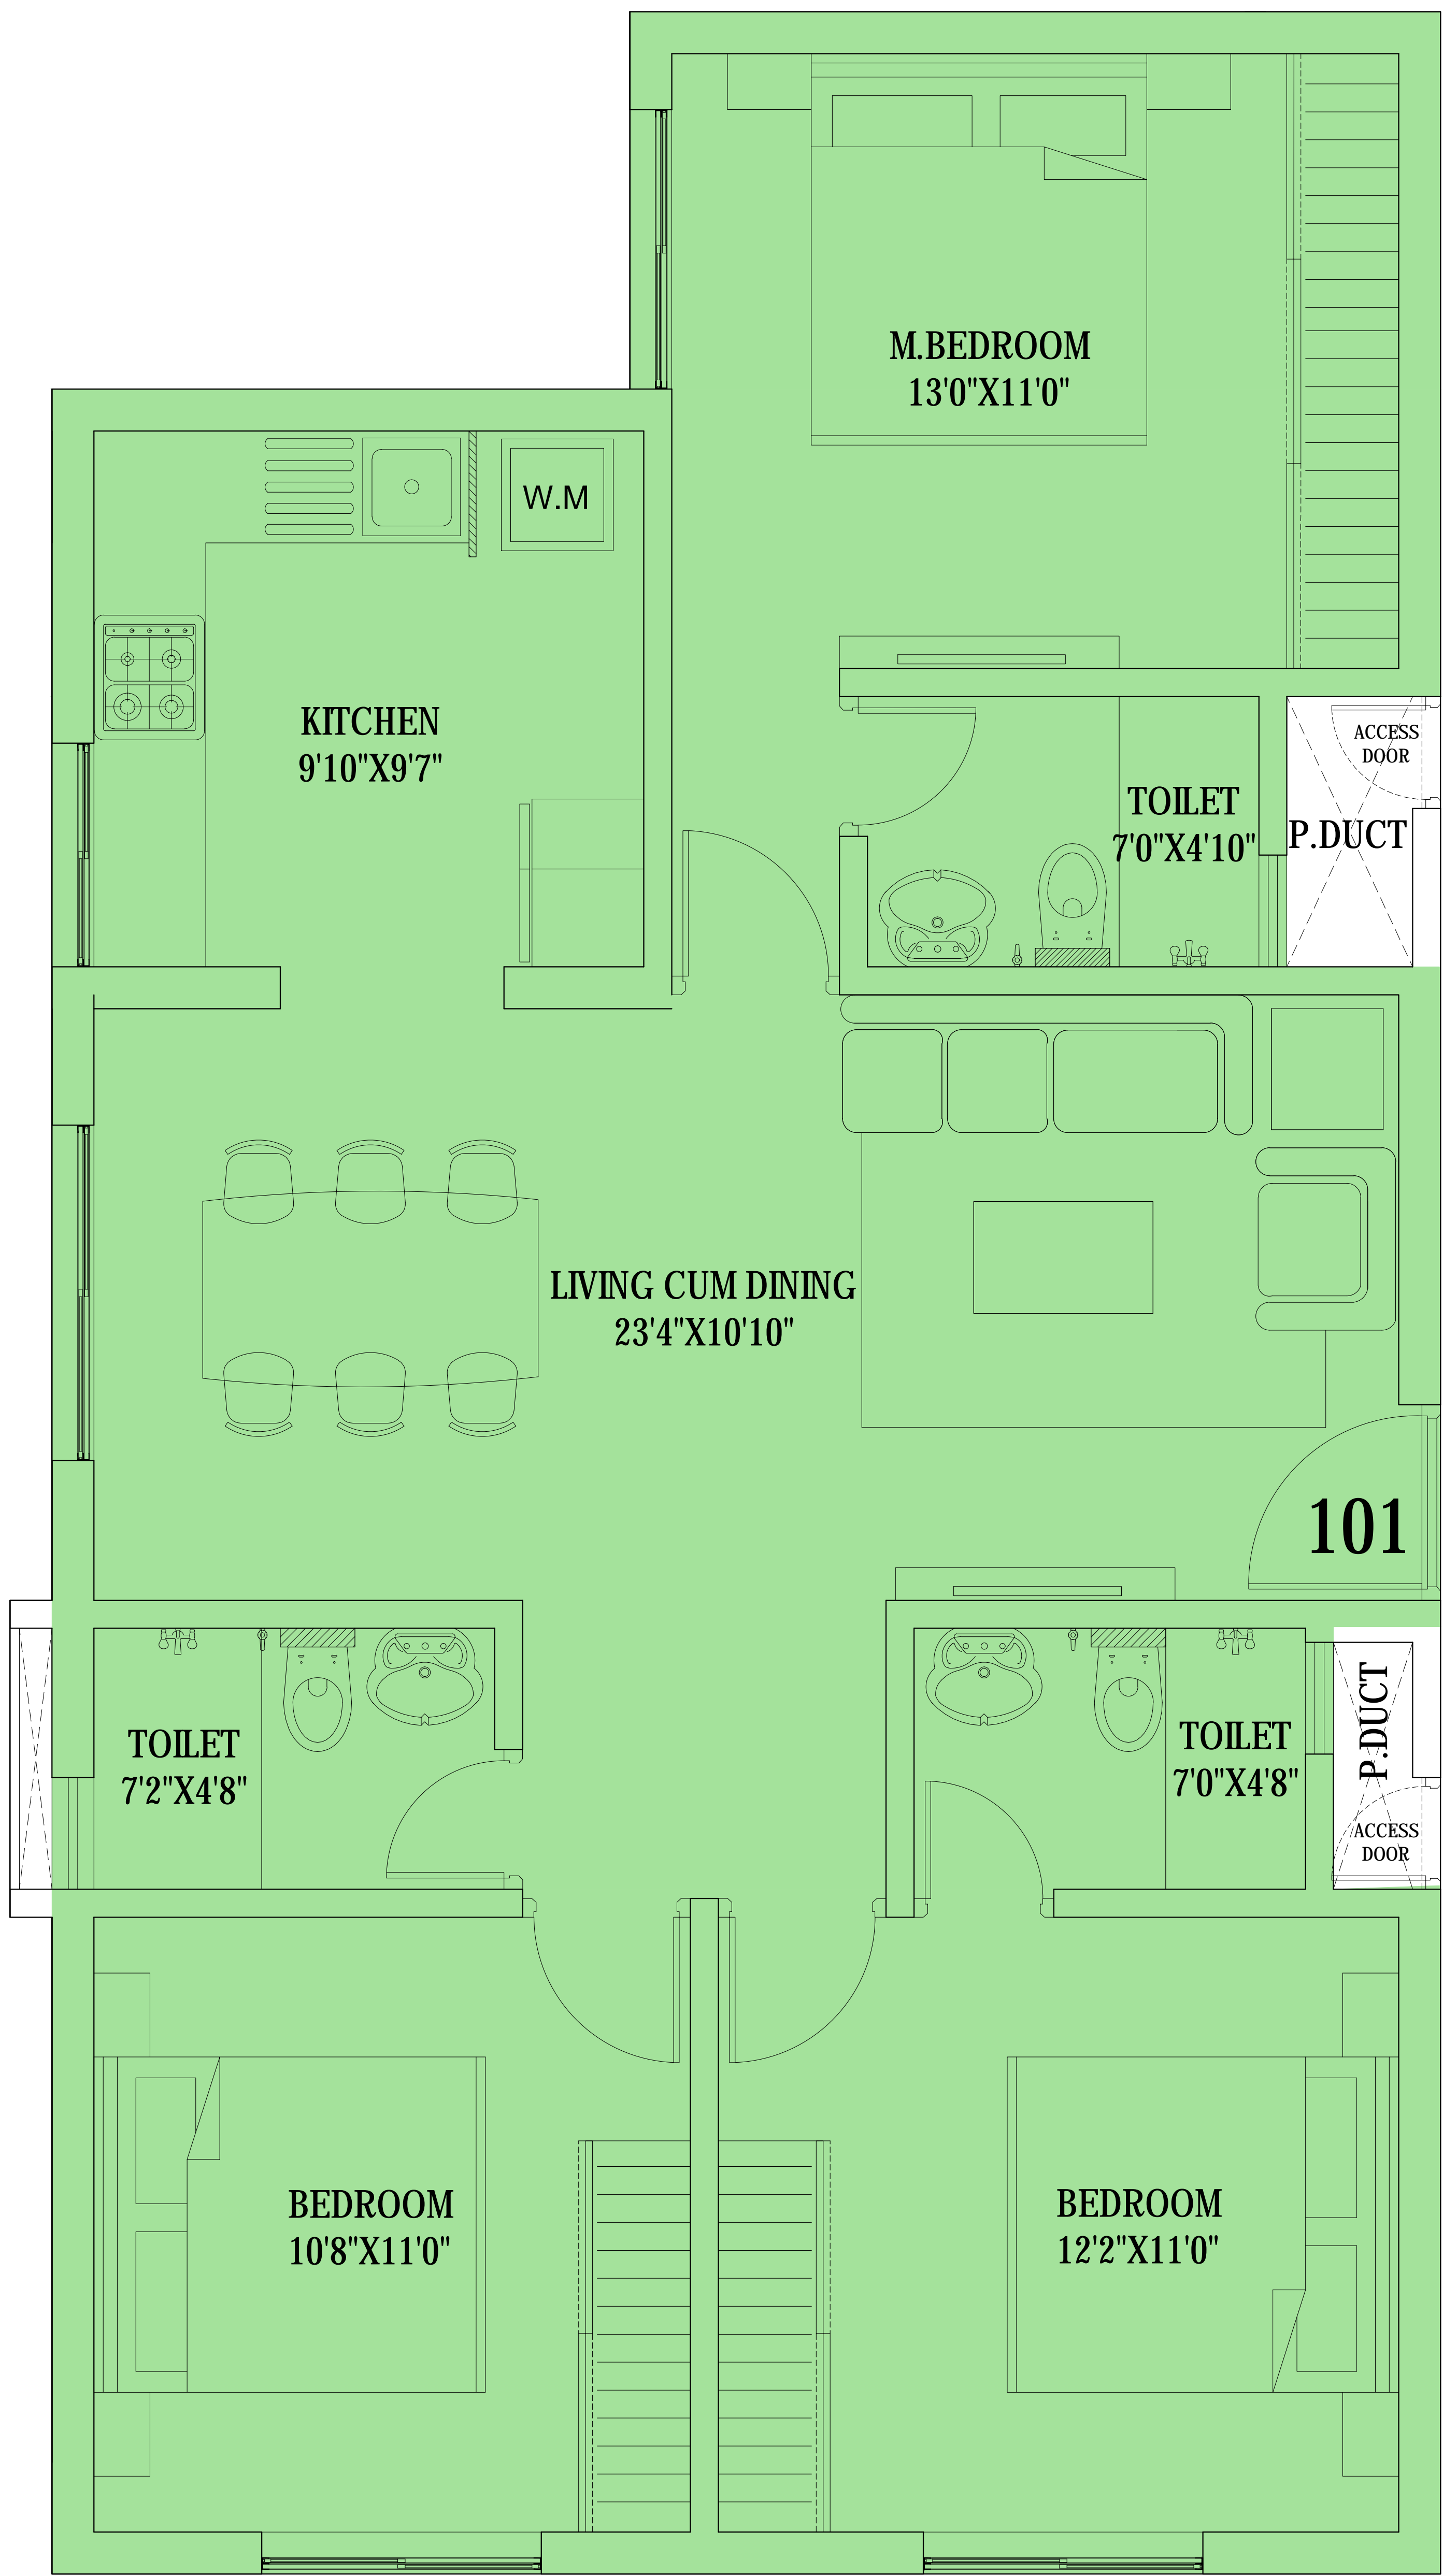 M.BEDROOM
13'0"X11'0"
W.M
KITCHEN
9'10"X9'7"
ACCESS
DOOR
P.DUCT
TOILET
7'0"X4'10"
LIVING CUM DINING
23'4"X10'10"
101
TOILET
7'2"X4'8"
TOILET
7'0"X4'8"
P.DUCT
ACCESS
DOOR
BEDROOM
10'8"X11'0"
BEDROOM
12'2"X11'0"